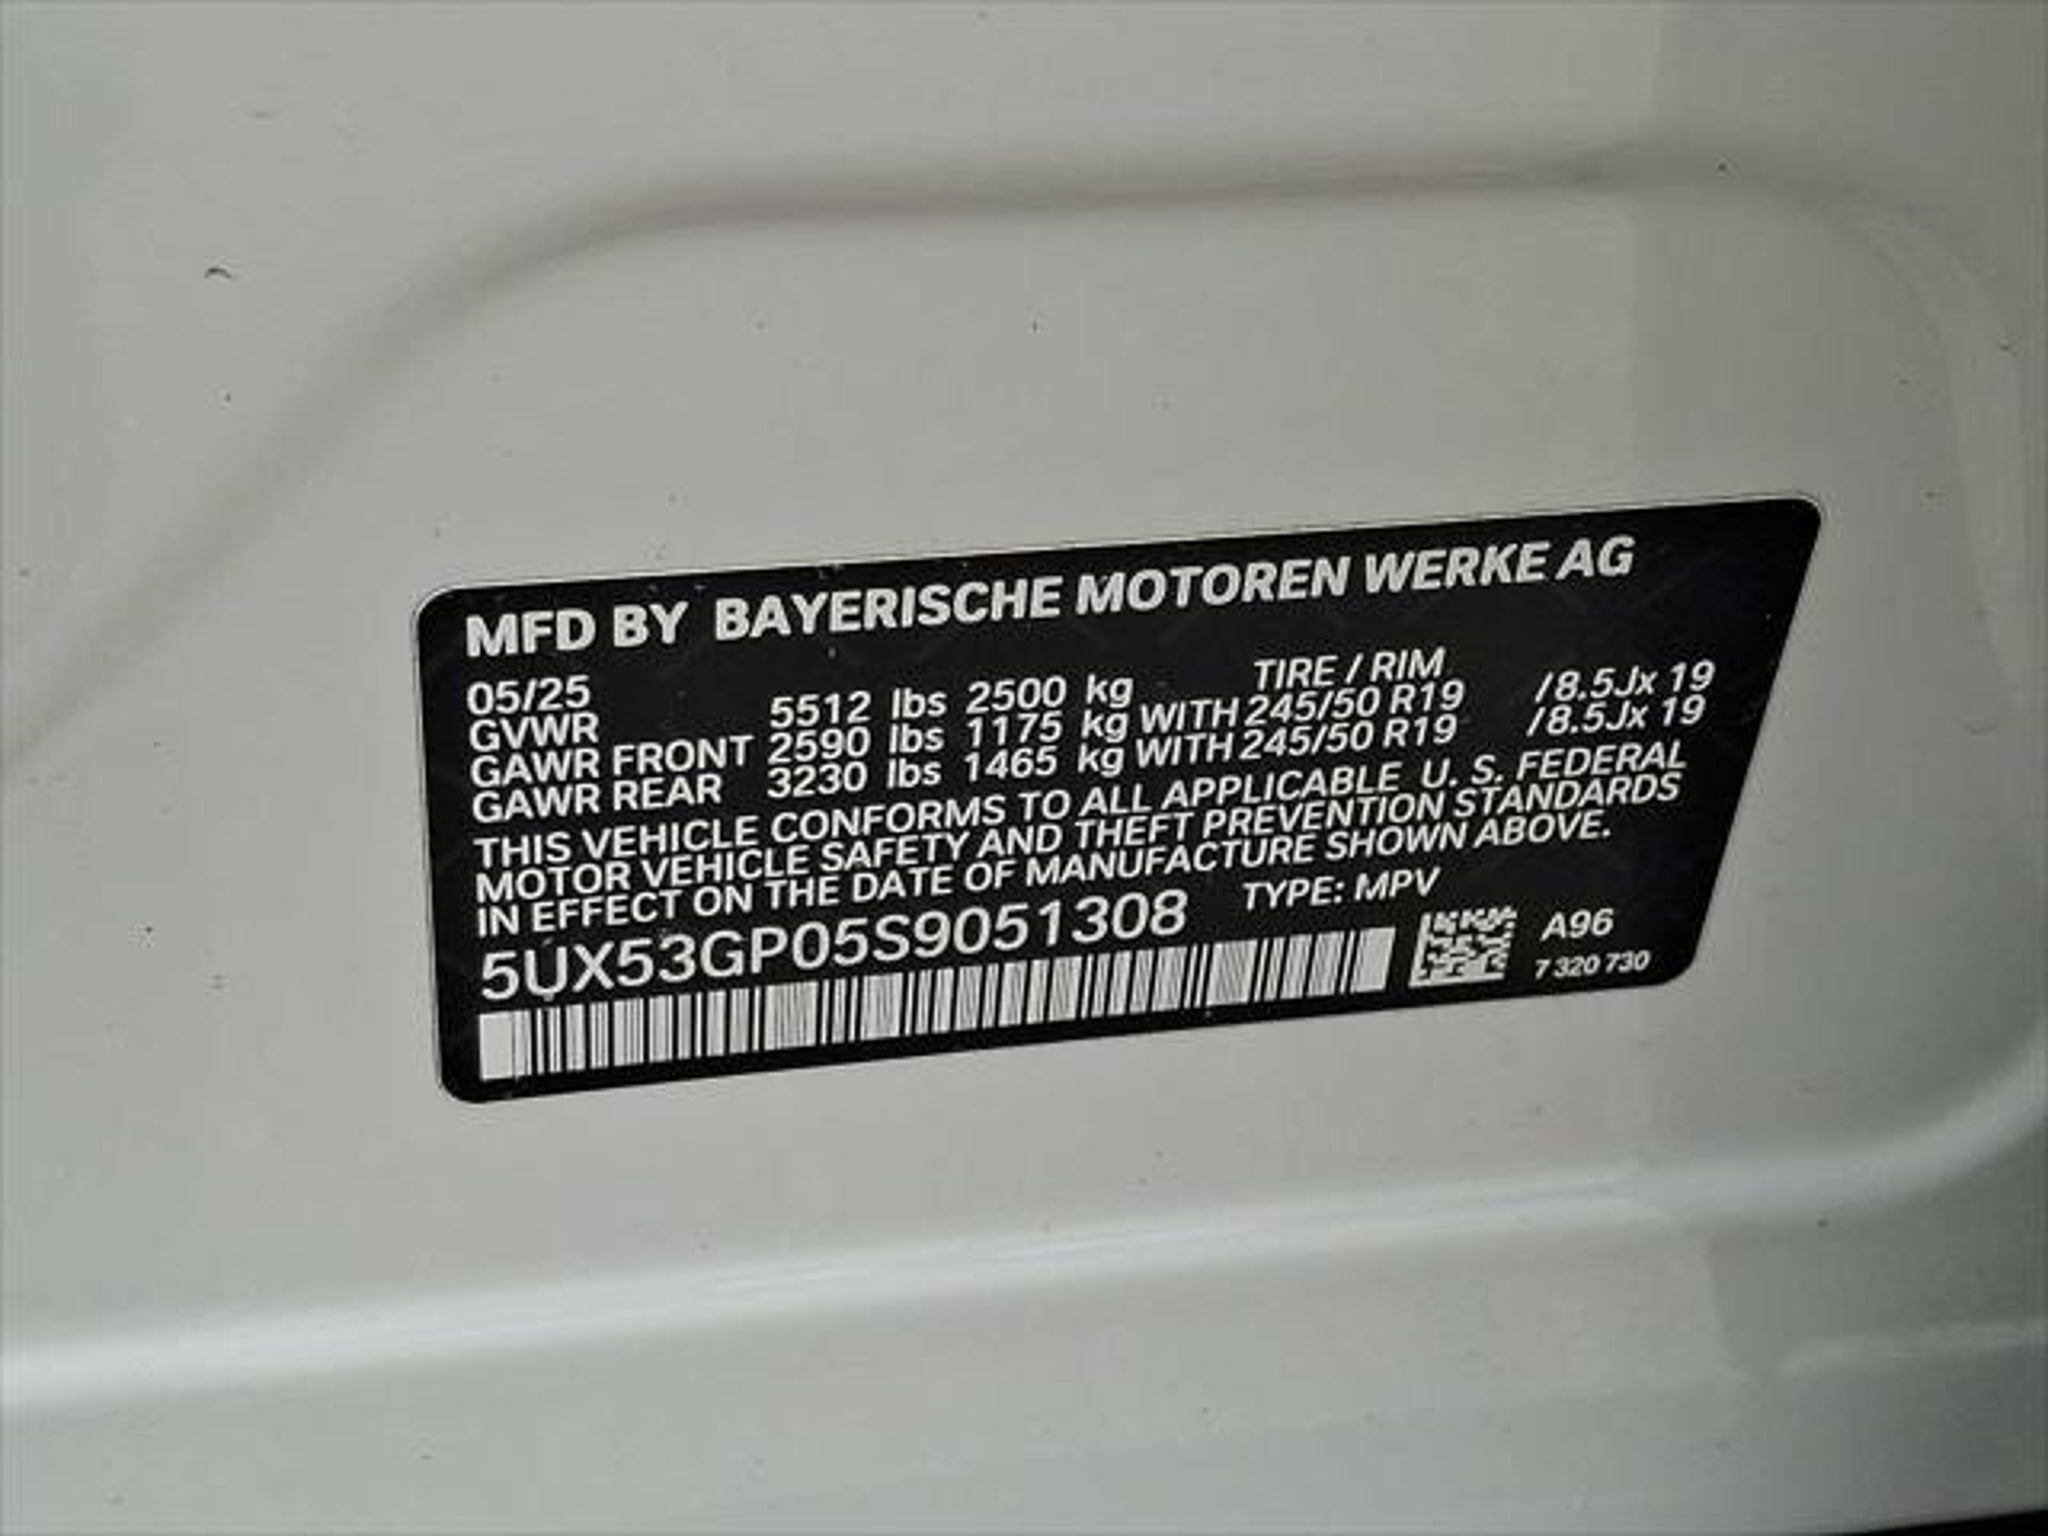 MFD BY BAYERISCHE MOTOREN WERKE AG
05/25 TIRE / RIM
GVWR 5512 lbs 2500 kg
GAWR FRONT 2590 lbs 1175 kg WITH 245/50 R19 /8.5Jx 19
GAWR REAR 3230 lbs 1465 kg WITH 245/50 R19 /8.5Jx 19
THIS VEHICLE CONFORMS TO ALL APPLICABLE U. S. FEDERAL
MOTOR VEHICLE SAFETY AND THEFT PREVENTION STANDARDS
IN EFFECT ON THE DATE OF MANUFACTURE SHOWN ABOVE.
5UX53GP05S9051308 TYPE: MPV
A96
7 320 730